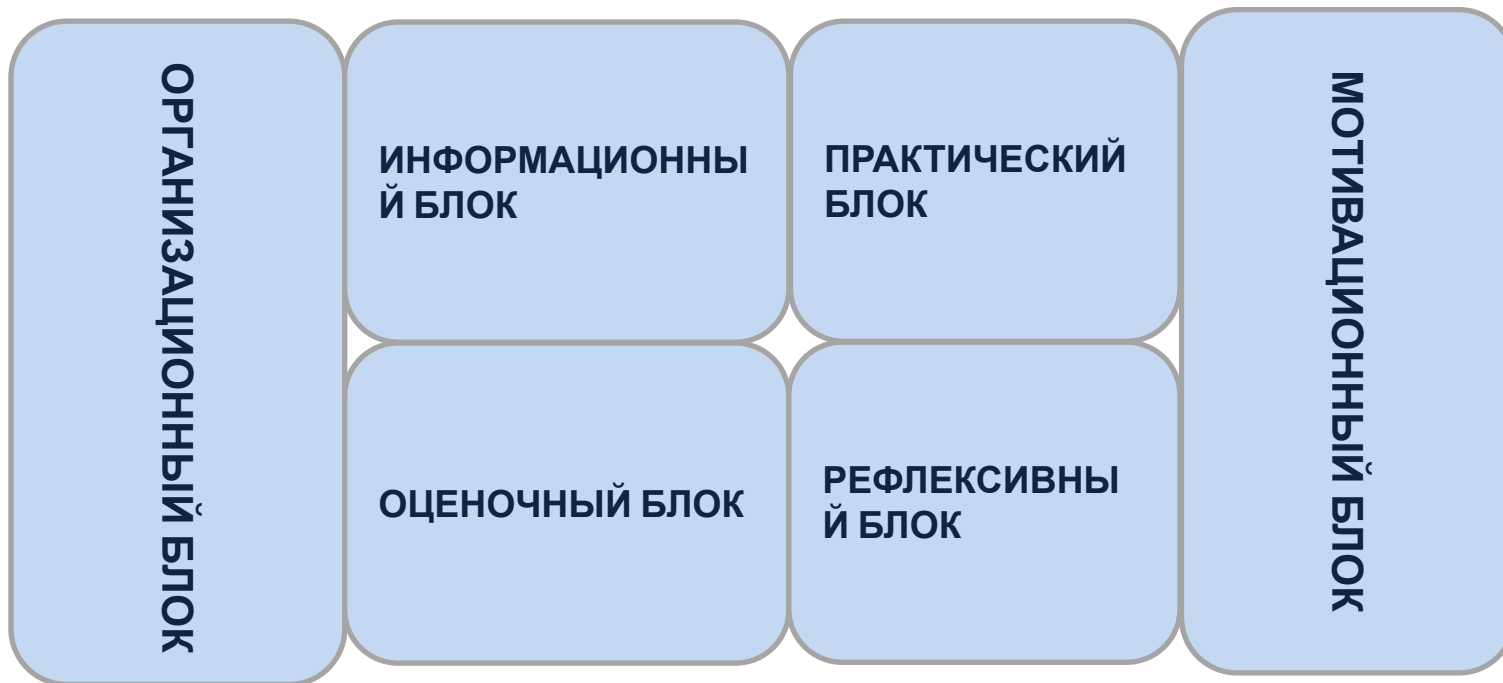 ОРГАНИЗАЦИОННЫЙ БЛОК
ИНФОРМАЦИОННЫ
Й БЛОК
ПРАКТИЧЕСКИЙ
БЛОК
ОЦЕНОЧНЫЙ БЛОК
РЕФЛЕКСИВНЫ
Й БЛОК
МОТИВАЦИОННЫЙ БЛОК